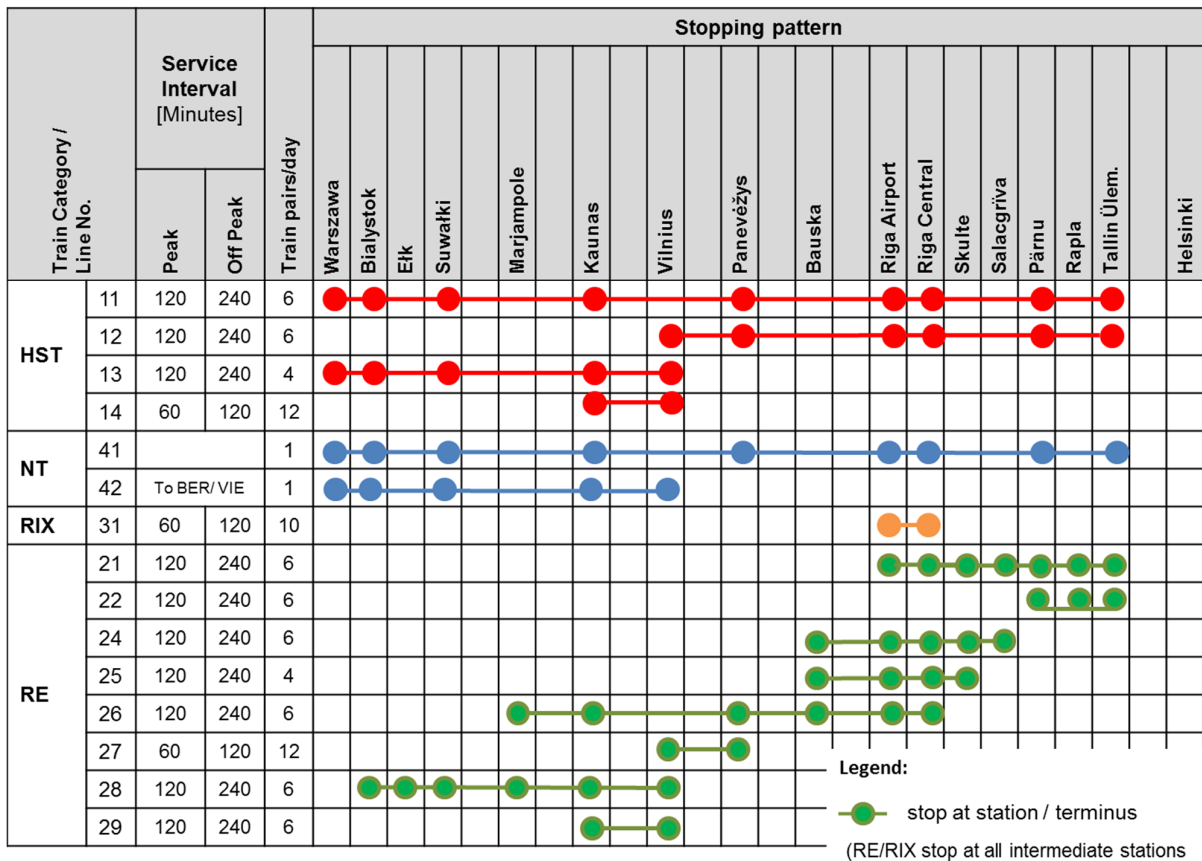 Stopping pattern
Train Category /
Line No.
Service
Interval
[Minutes]
Peak
Off Peak
Train pairs/day
Warszawa
Bialystok
Ełk
Suwałki
Marjampole
Kaunas
Vilnius
Panevėžys
Bauska
Riga Airport
Riga Central
Skulte
Salacgrïva
Pärnu
Rapla
Tallin Ülem.
Helsinki
HST
11 120 240 6
12 120 240 6
13 120 240 4
14 60 120 12
NT
41 1
42 To BER/ VIE 1
RIX 31 60 120 10
RE
21 120 240 6
22 120 240 6
24 120 240 6
25 120 240 4
26 120 240 6
27 60 120 12
28 120 240 6
29 120 240 6
Legend:
stop at station / terminus
(RE/RIX stop at all intermediate stations